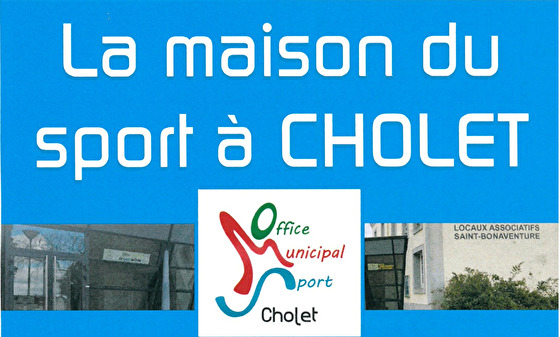 La maison du
sport à CHOLET
Office
Municipal
Sport
Cholet
LOCAUX ASSOCIATIFS
SAINT-BONAVENTURE